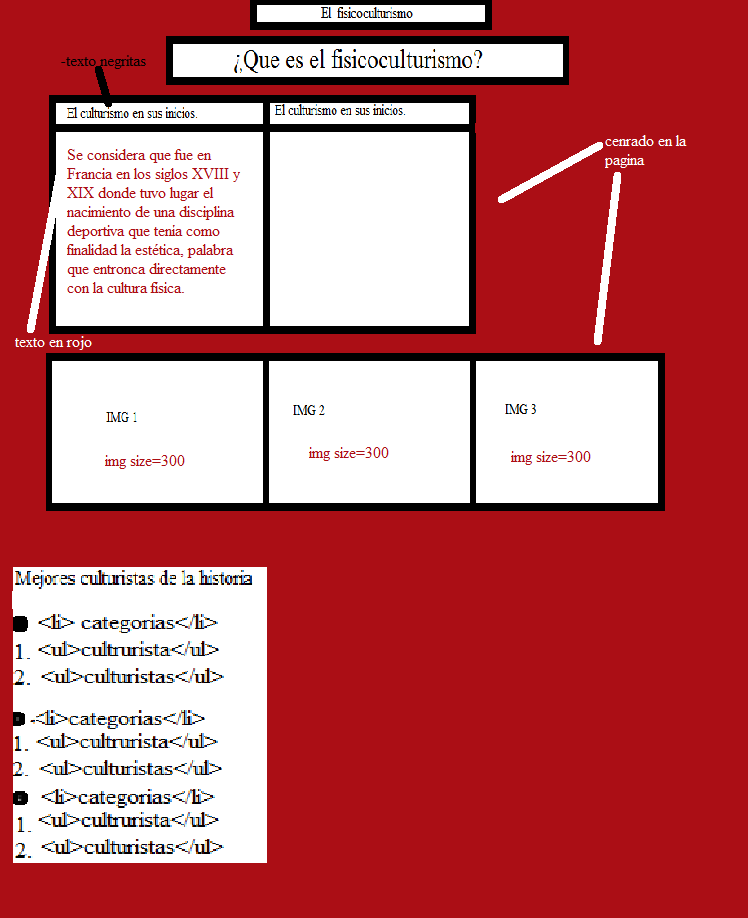 El fisicoculturismo
¿Que es el fisicoculturismo?
-texto negritas
El culturismo en sus inicios.
El culturismo en sus inicios.
Se considera que fue en
Francia en los siglos XVIII y
XIX donde tuvo lugar el
nacimiento de una disciplina
deportiva que tenía como
finalidad la estética, palabra
que entronca directamente
con la cultura física.
cenrado en la
pagina
texto en rojo
IMG 1
img size=300
IMG 2
img size=300
IMG 3
img size=300
Mejores culturistas de la historia
<li> categorias</li>
1. <ul>cultrurista</ul>
2. <ul>culturistas</ul>
-<li>categorias</li>
1. <ul>cultrurista</ul>
2. <ul>culturistas</ul>
<li>categorias</li>
1. <ul>cultrurista</ul>
2. <ul>culturistas</ul>